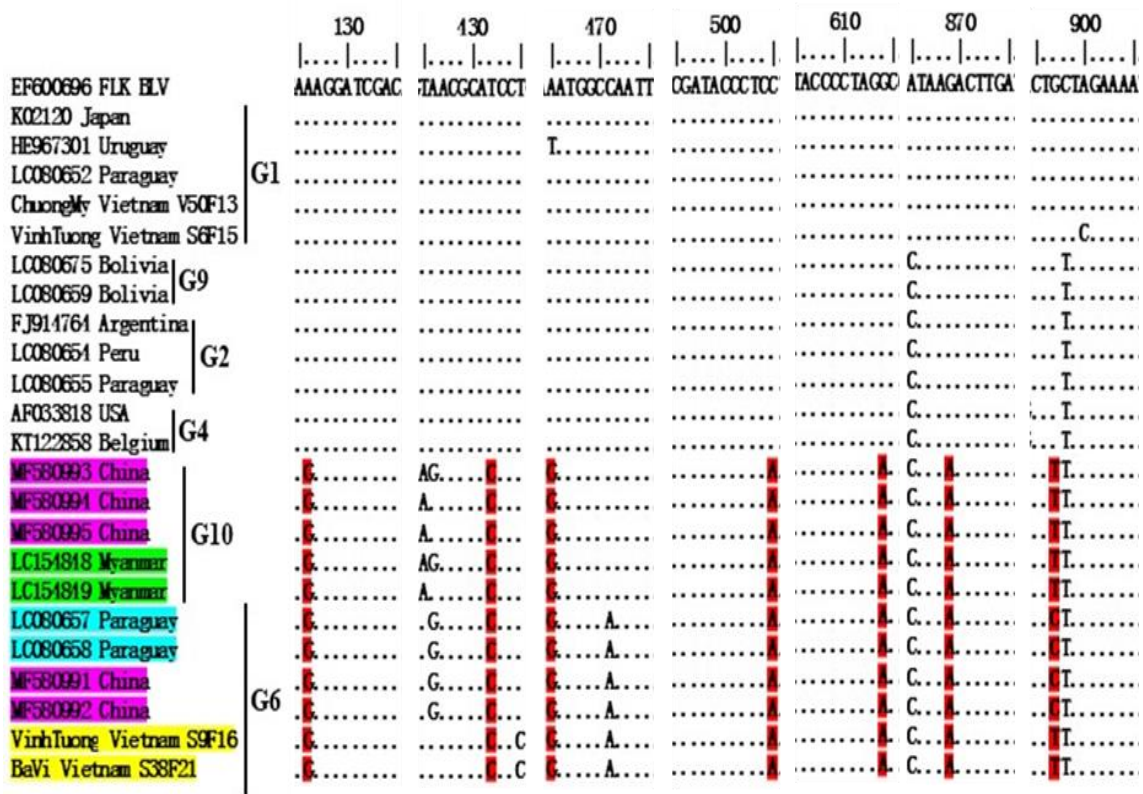 130 430 470 500 610 870 900
|....|....| |....|....| |....|....| |....|....| |....|....| |....|....| |....|....|
EF600696 FLK BLV AAAGGATCGAC GTAACGCATCCT AAATGGCCAATT CGATACCCTCC TACCCCTAGGC ATAAGACTTGA CTGCTAGAAAA
K02120 Japan ........... ........... ........... ........... ........... ........... ...........
HE967301 Uruguay ........... ........... T.......... ........... ........... ........... ...........
LC080652 Paraguay G1 ........... ........... ........... ........... ........... ........... ...........
ChuongMy Vietnam V50F13 ........... ........... ........... ........... ........... ........... ...........
VinhTuong Vietnam S6F15 ........... ........... ........... ........... ........... ........... .....C.....
LC080675 Bolivia G9 ........... ........... ........... ........... ........... C.......... ...T.......
LC080659 Bolivia ........... ........... ........... ........... ........... C.......... ...T.......
FJ914764 Argentina ........... ........... ........... ........... ........... C.......... ...T.......
LC080654 Peru G2 ........... ........... ........... ........... ........... C.......... ...T.......
LC080655 Paraguay ........... ........... ........... ........... ........... C.......... ...T.......
AF033818 USA G4 ........... ........... ........... ........... ........... C.......... ...T.......
KT122858 Belgium ........... ........... ........... ........... ........... C.......... ...T.......
MF580993 China .G......... AG.....C... G.......... ..........A .........A. C...A...... ..TT.......
MF580994 China .G......... A......C... G.......... ..........A .........A. C...A...... ..TT.......
MF580995 China G10 .G......... A......C... G.......... ..........A .........A. C...A...... ..TT.......
LC154848 Myanmar .G......... AG.....C... G.......... ..........A .........A. C...A...... ..TT.......
LC154849 Myanmar .G......... A......C... G.......... ..........A .........A. C...A...... ..TT.......
LC080657 Paraguay .G......... .G.....C... G.....A.... ..........A .........A. C...A...... ..CT.......
LC080658 Paraguay .G......... .G.....C... G.....A.... ..........A .........A. C...A...... ..CT.......
MF580991 China .G......... .G.....C... G.....A.... ..........A .........A. C...A...... ..CT.......
MF580992 China G6 .G......... .G.....C... G.....A.... ..........A .........A. C...A...... ..CT.......
VinhTuong Vietnam S9F16 .G......... .......C..C G.....A.... ..........A .........A. C...A...... ..TT.......
BaVi Vietnam S38F21 .G......... .......C..C G.....A.... ..........A .........A. C...A...... ..TT.......